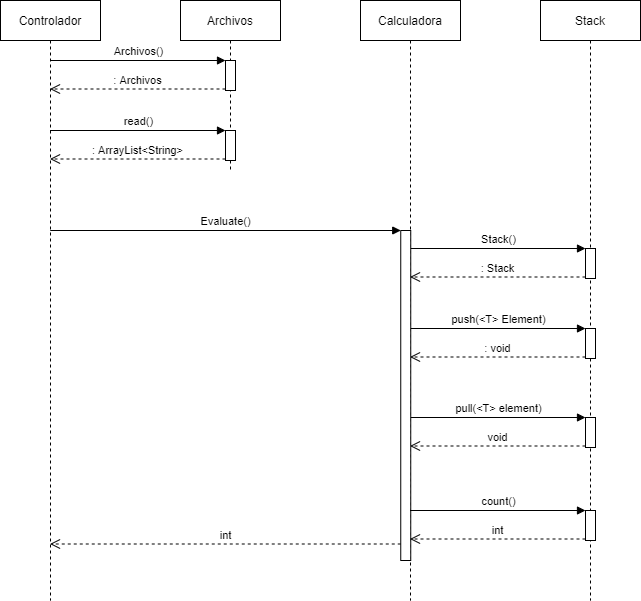 Controlador
Archivos
Calculadora
Stack
Archivos()
: Archivos
read()
: ArrayList<String>
Evaluate()
Stack()
: Stack
push(<T> Element)
: void
pull(<T> element)
void
count()
int
int